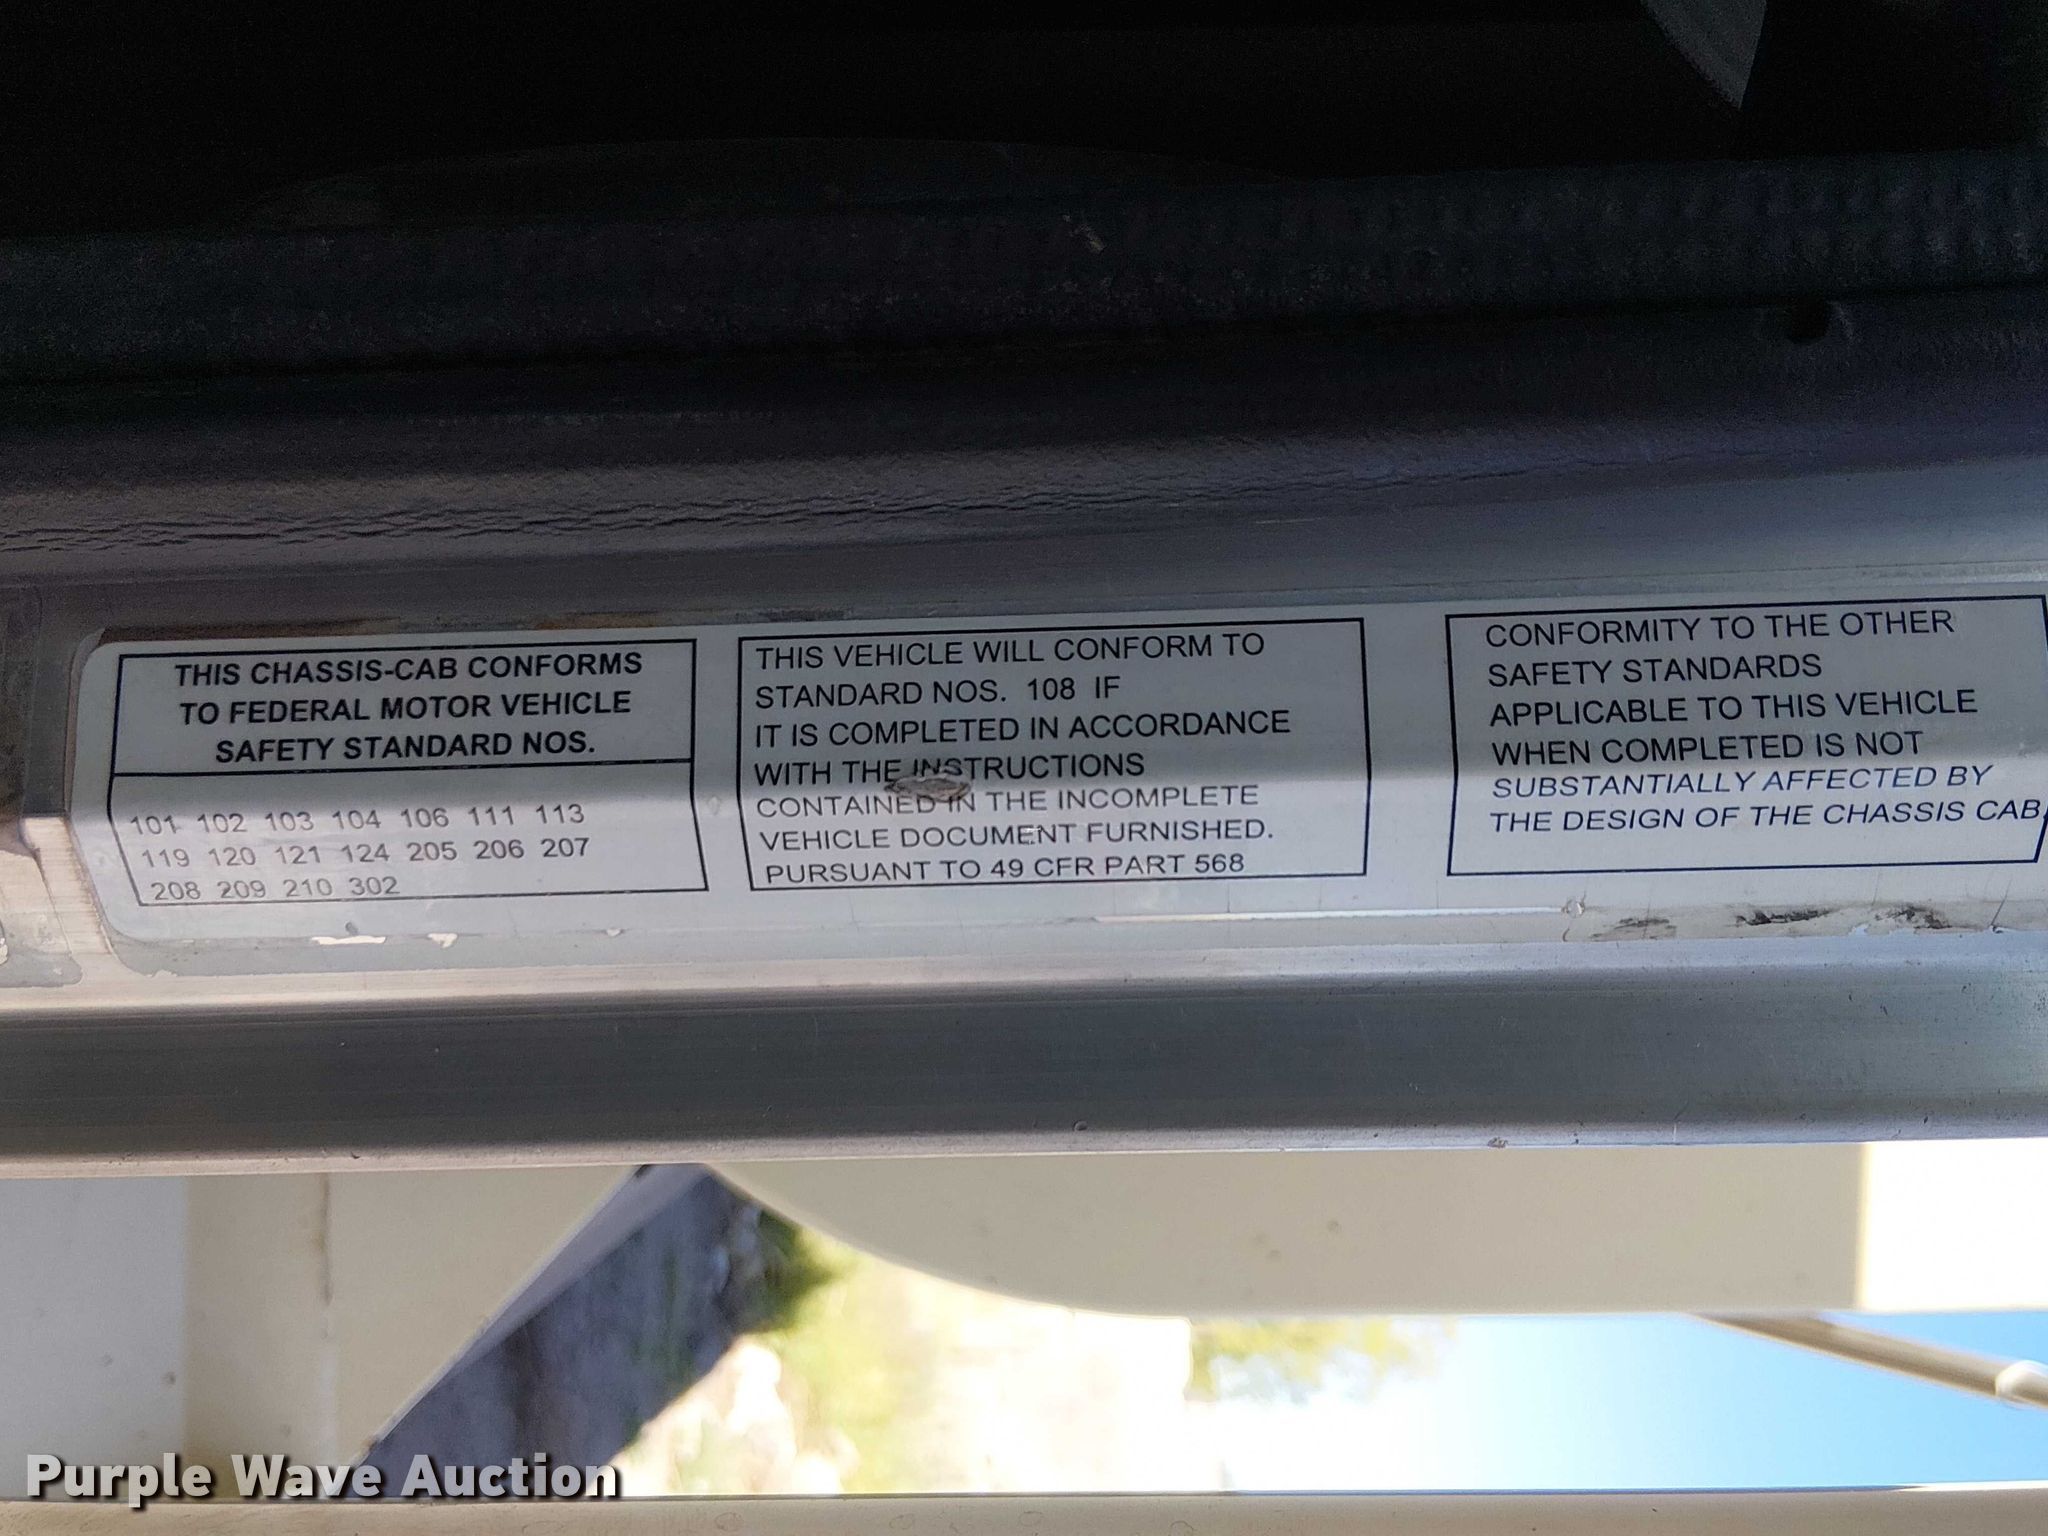 THIS CHASSIS-CAB CONFORMS
TO FEDERAL MOTOR VEHICLE
SAFETY STANDARD NOS.
101 102 103 104 106 111 113
119 120 121 124 205 206 207
208 209 210 302
THIS VEHICLE WILL CONFORM TO
STANDARD NOS. 108 IF
IT IS COMPLETED IN ACCORDANCE
WITH THE INSTRUCTIONS
CONTAINED IN THE INCOMPLETE
VEHICLE DOCUMENT FURNISHED.
PURSUANT TO 49 CFR PART 568
CONFORMITY TO THE OTHER
SAFETY STANDARDS
APPLICABLE TO THIS VEHICLE
WHEN COMPLETED IS NOT
SUBSTANTIALLY AFFECTED BY
THE DESIGN OF THE CHASSIS CAB.
Purple Wave Auction